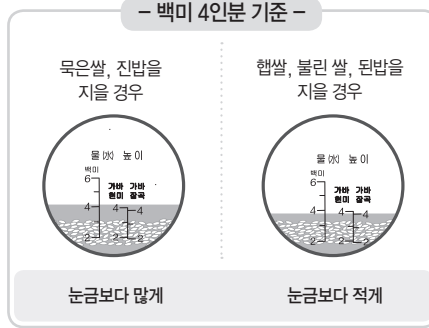 – 백미 4인분 기준 –
묵은쌀, 진밥을
지을 경우
물(水) 높이
백미
6
가바 가바
현미 잡곡
4 4 4
2 2 2
눈금보다 많게
햅쌀, 불린 쌀, 된밥을
지을 경우
물(水) 높이
백미
6
가바 가바
현미 잡곡
4 4 4
2 2 2
눈금보다 적게